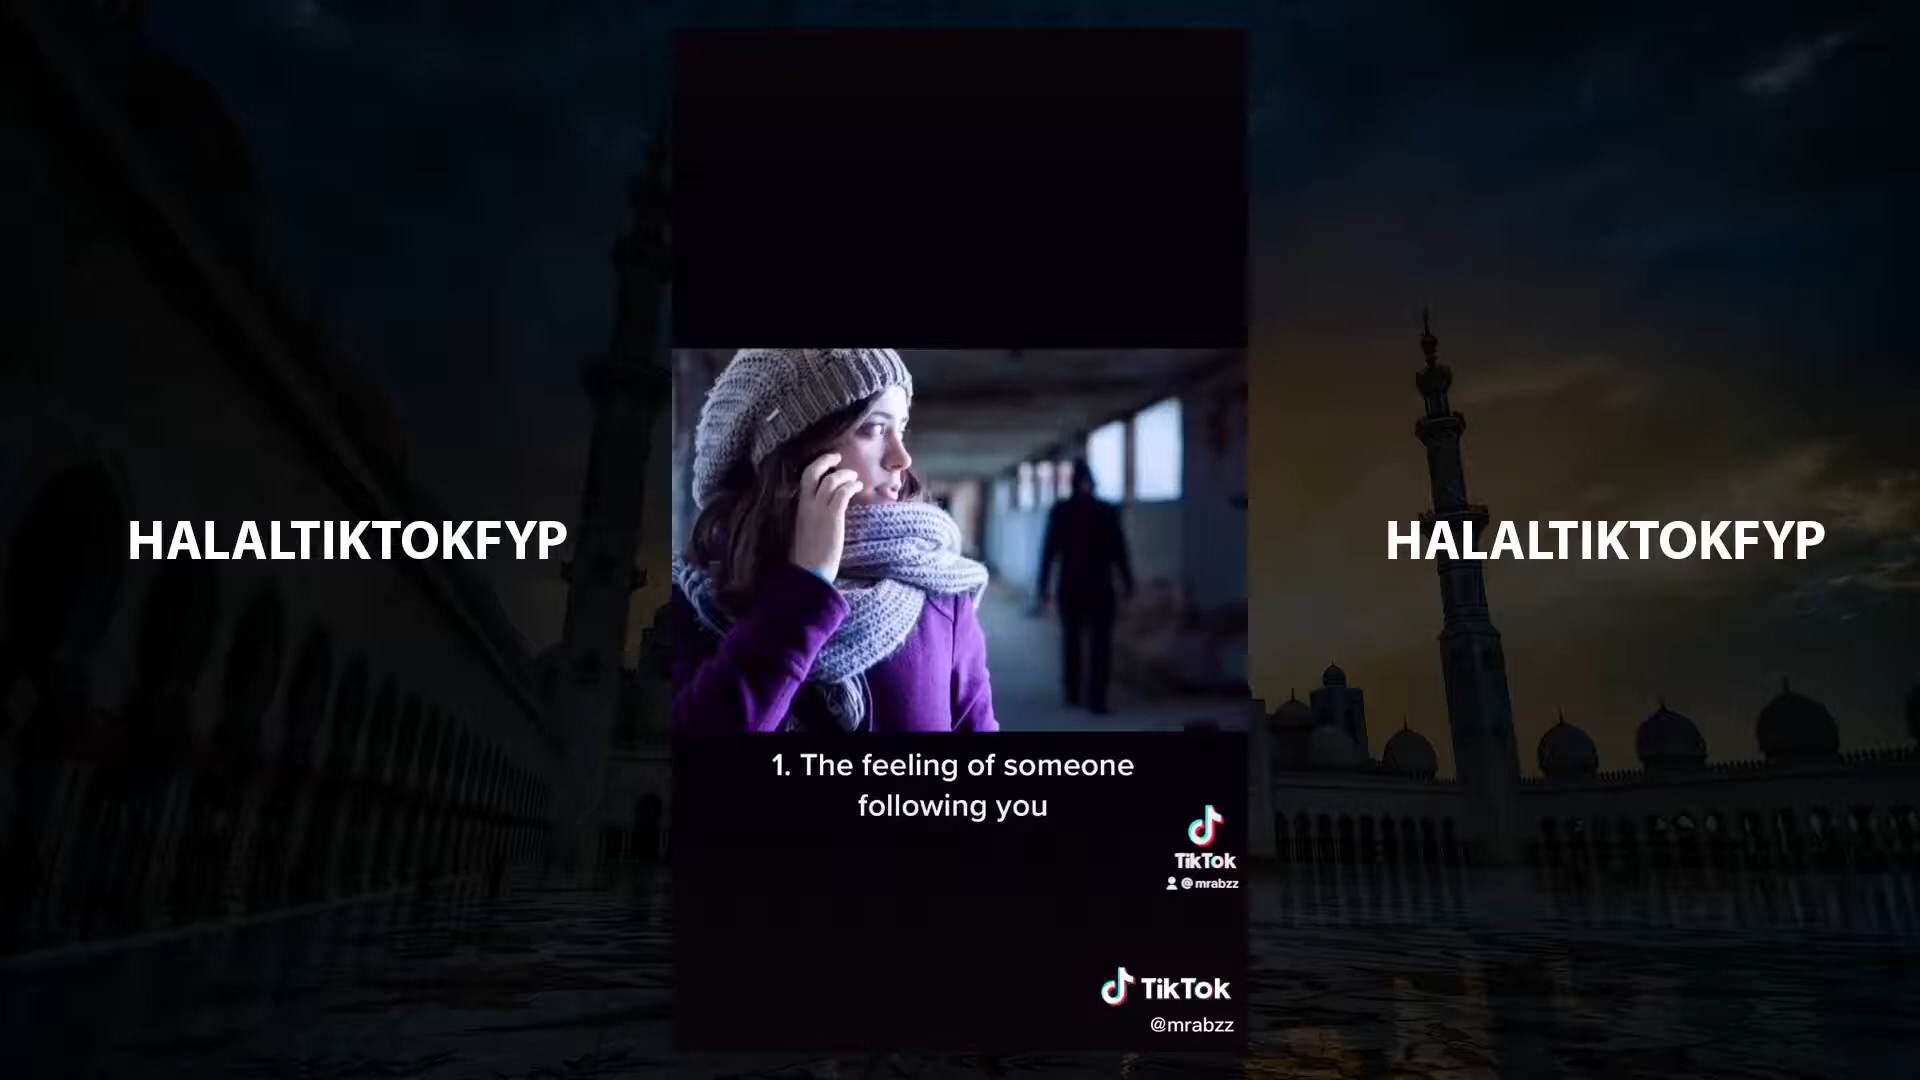 HALALTIKTOKFYP
HALALTIKTOKFYP
1. The feeling of someone
following you
TikTok
@mrabzz
TikTok
@mrabzz